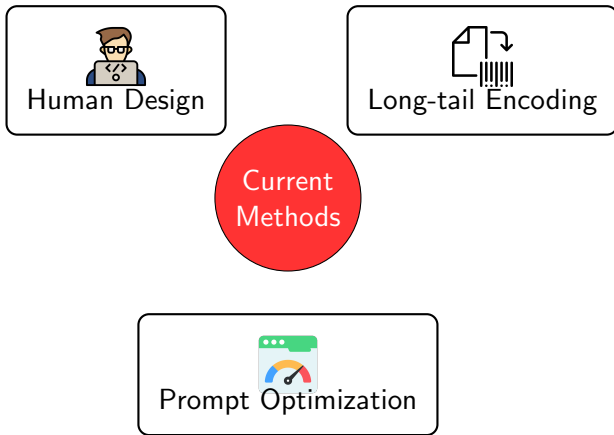 Human Design
Long-tail Encoding
Current
Methods
Prompt Optimization